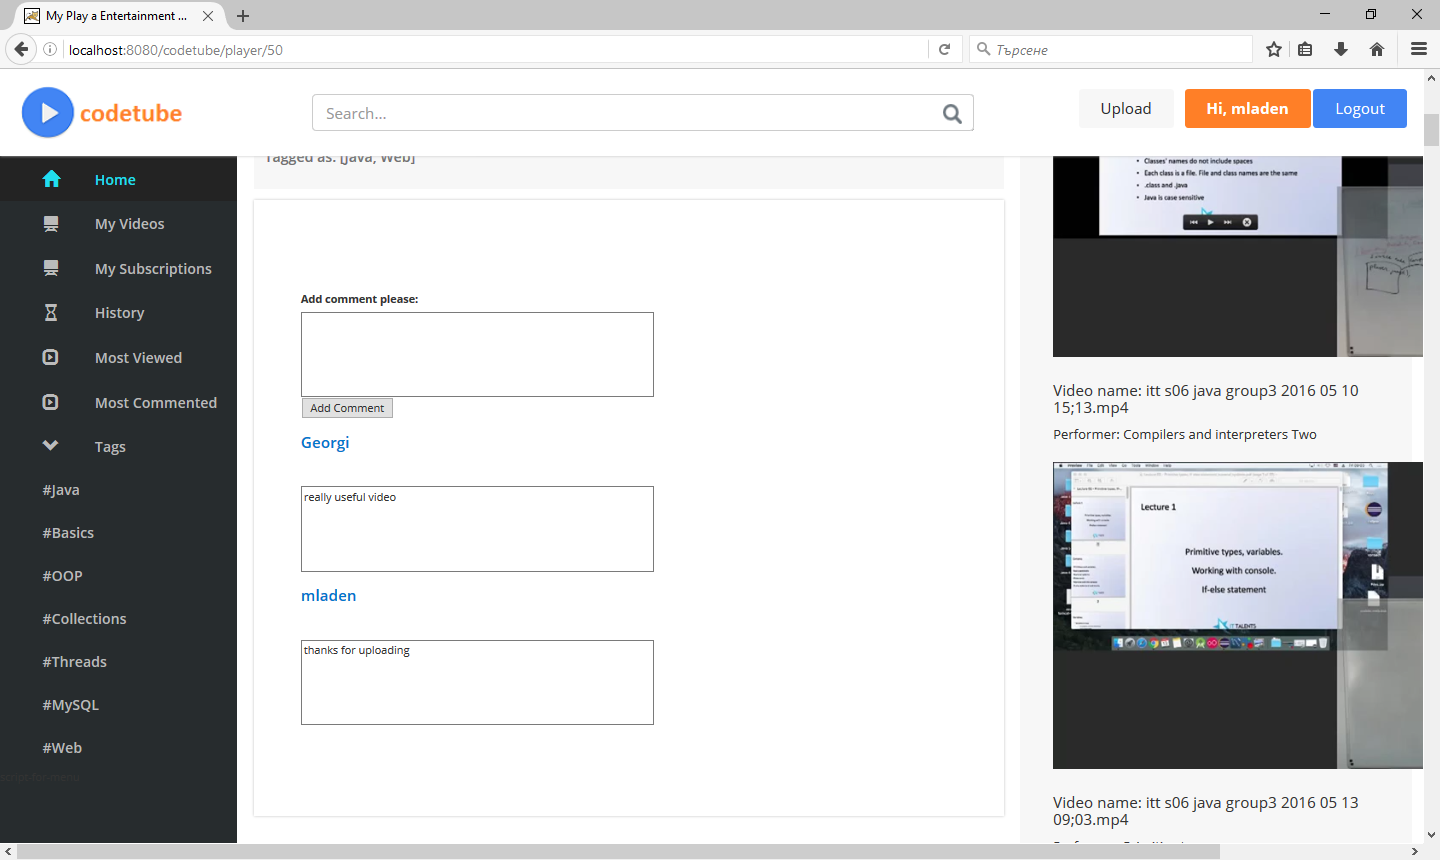 My Play a Entertainment ...
localhost:8080/codetube/player/50
Търсене
codetube
Search...
Upload
Hi, mladen
Logout
Home
My Videos
My Subscriptions
History
Most Viewed
Most Commented
Tags
#Java
#Basics
#OOP
#Collections
#Threads
#MySQL
#Web
script-for-menu
Tagged as: [Java, Web]
Add comment please:
Add Comment
Georgi
really useful video
mladen
thanks for uploading
• Classes' names do not include spaces
• Each class is a file. File and class names are the same
• .class and .java
• Java is case sensitive
Video name: itt s06 java group3 2016 05 10
15;13.mp4
Performer: Compilers and interpreters Two
Lecture 1
Primitive types, variables.
Working with console.
If-else statement
IT TALENTS
Video name: itt s06 java group3 2016 05 13
09;03.mp4